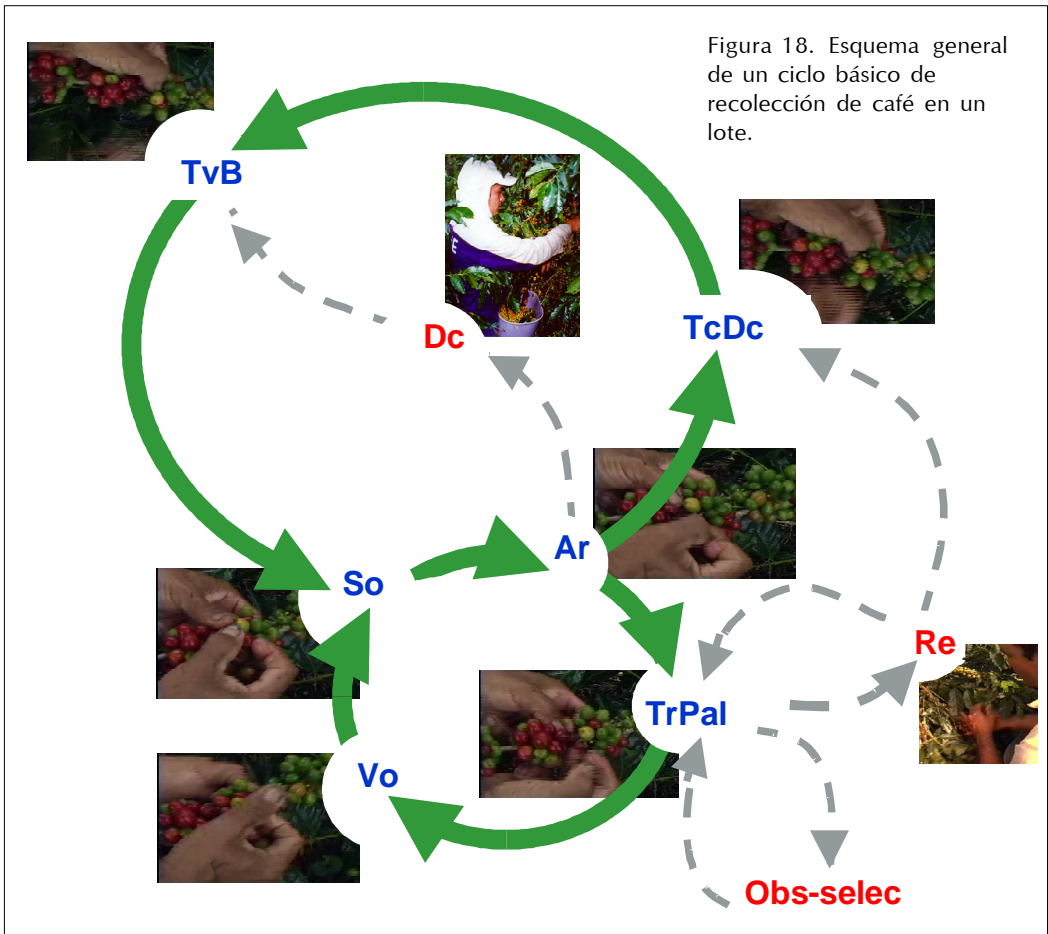 Figura 18. Esquema general
de un ciclo básico de
recolección de café en un
lote.
TvB
Dc
TcDc
Ar
So
Re
TrPal
Vo
Obs-selec